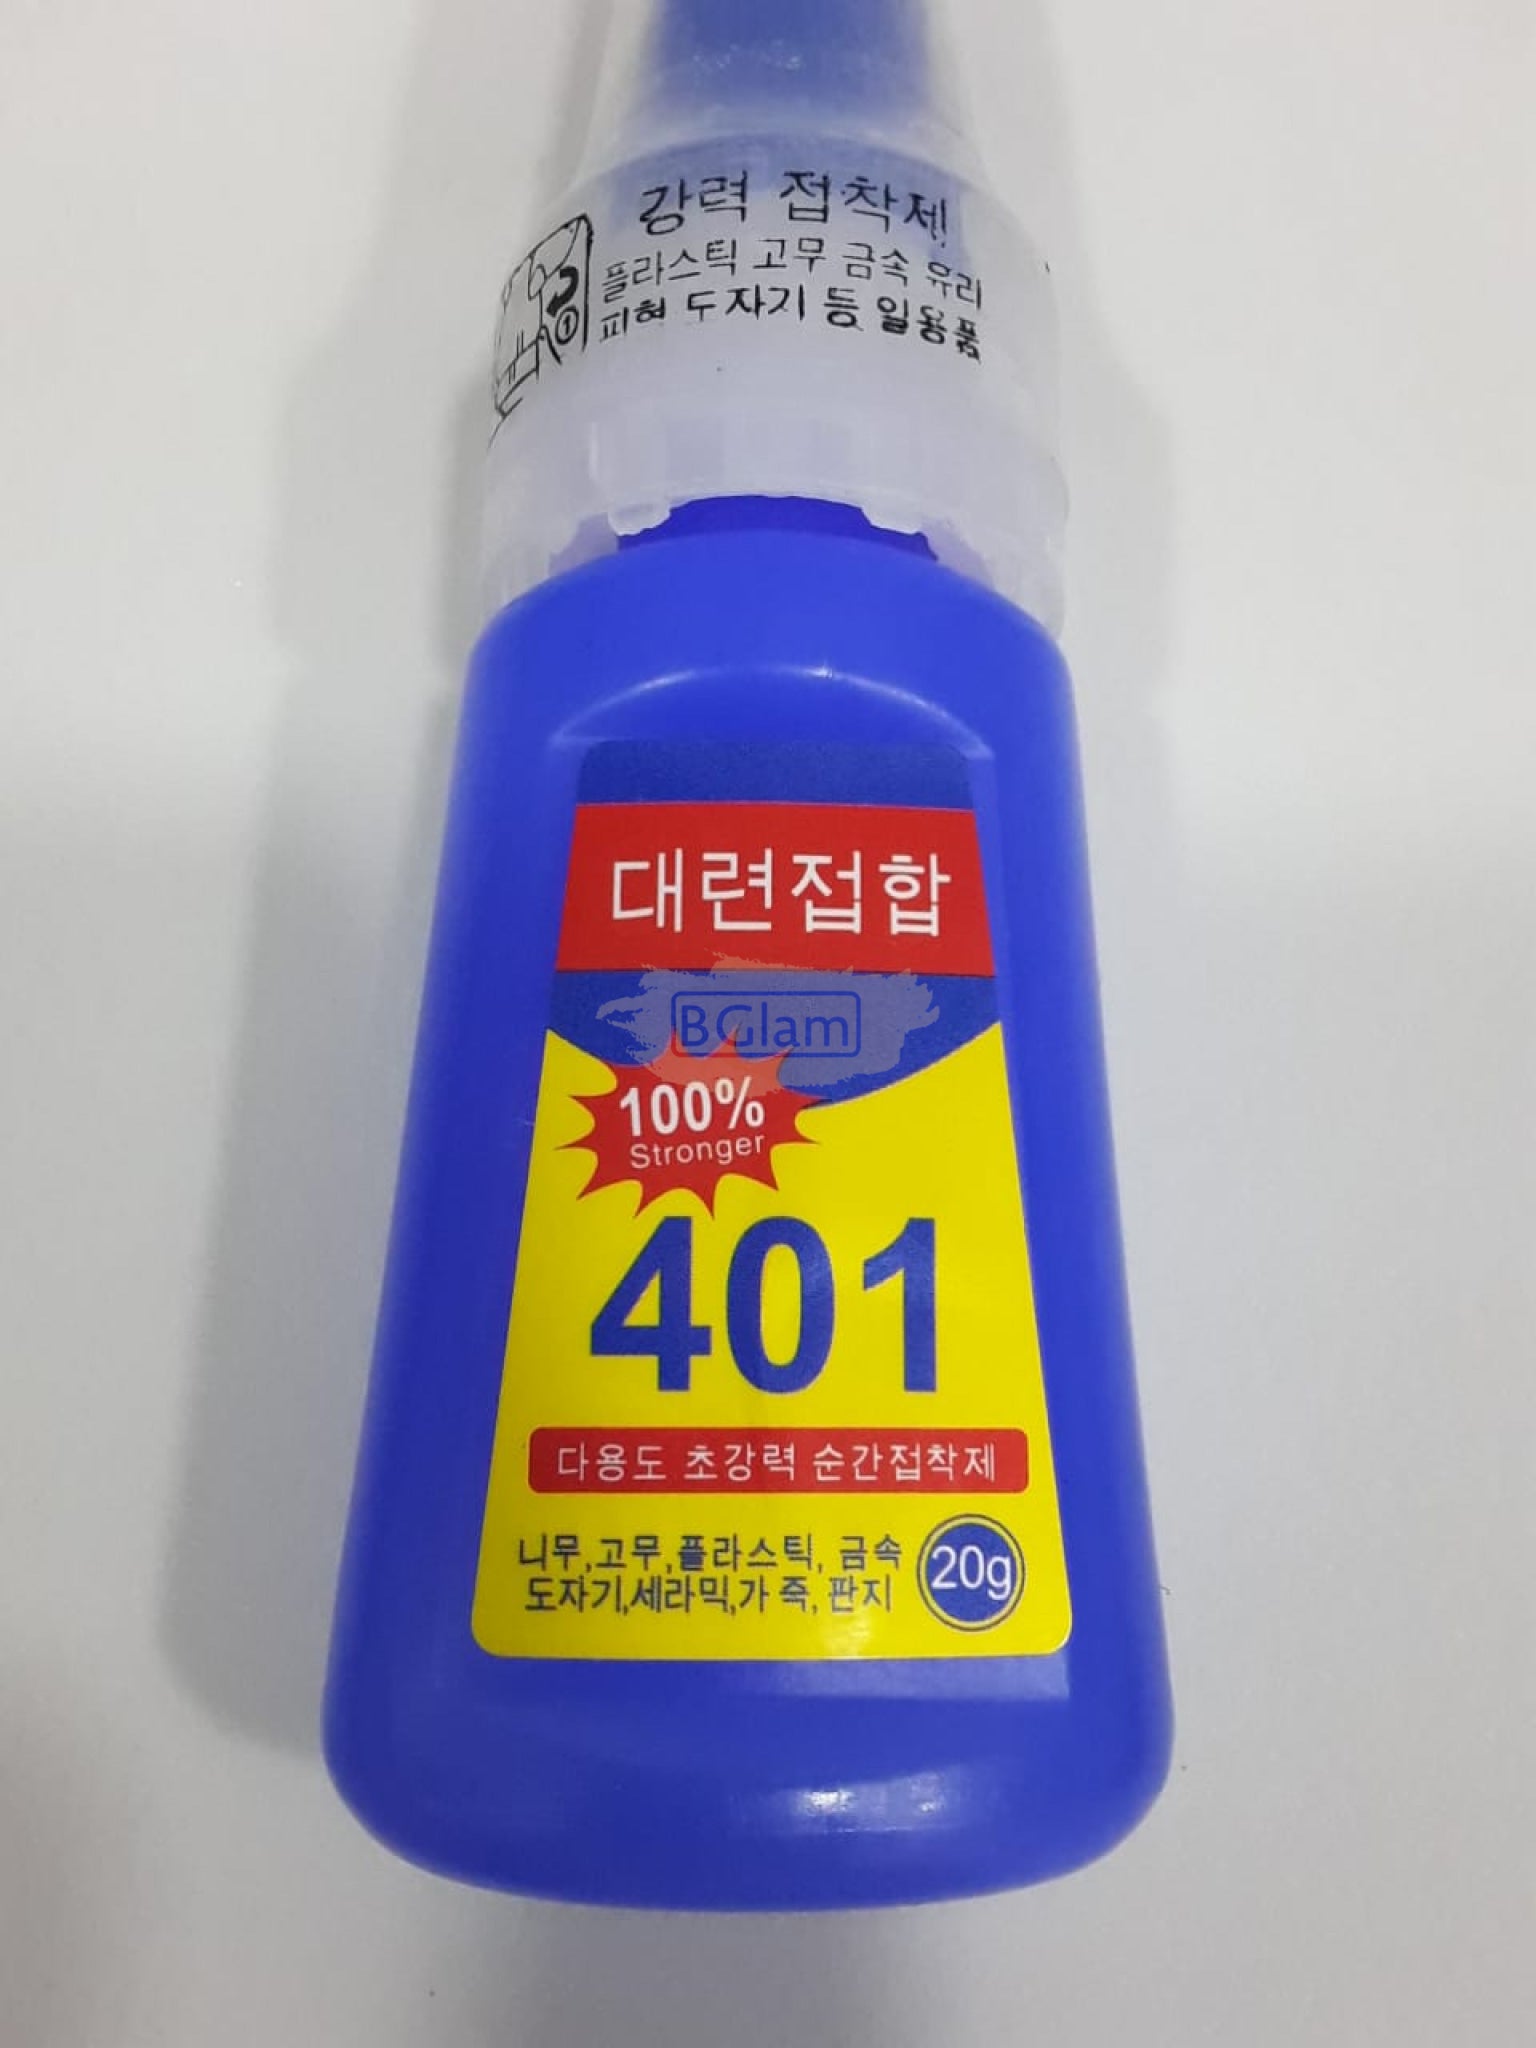 강력 접착제
플라스틱 고무 금속 유리
피혁 도자기 등 일용품
①
대련접합
BGlam
100%
Stronger
401
다용도 초강력 순간접착제
니무,고무,플라스틱, 금속
도자기,세라믹,가 죽, 판지
20g